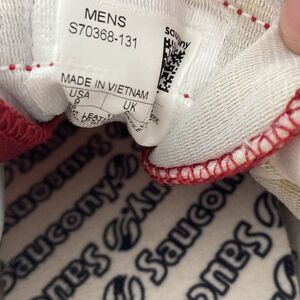 MENS
S70368-131
saucony
MADE IN VIETNAM
USA UK
Saucony
Saucony
Saucony